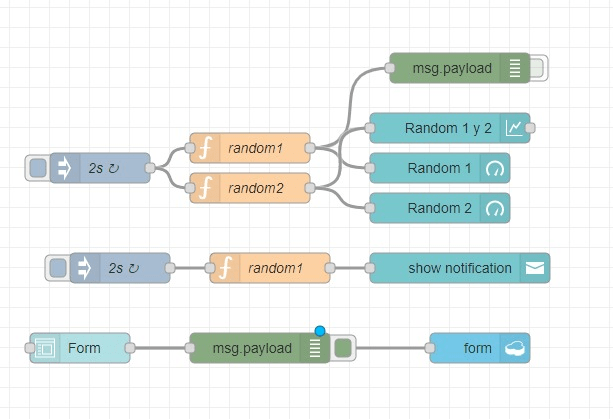 msg.payload
Random 1 y 2
2s ↻
random1
Random 1
random2
Random 2
2s ↻
random1
show notification
Form
msg.payload
form